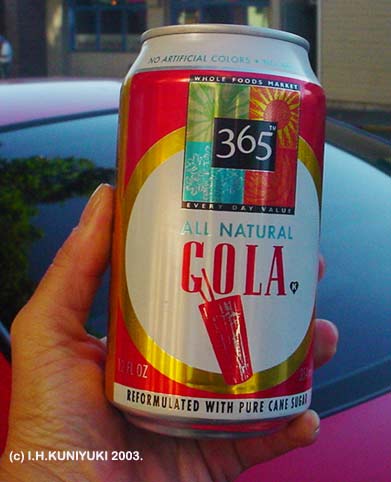 NO ARTIFICIAL COLORS •
WHOLE FOODS MARKET
365 TM
EVERY DAY VALUE
ALL NATURAL
COLA
12 FL OZ
REFORMULATED WITH PURE CANE SUGAR
(c) I.H.KUNIYUKI 2003.